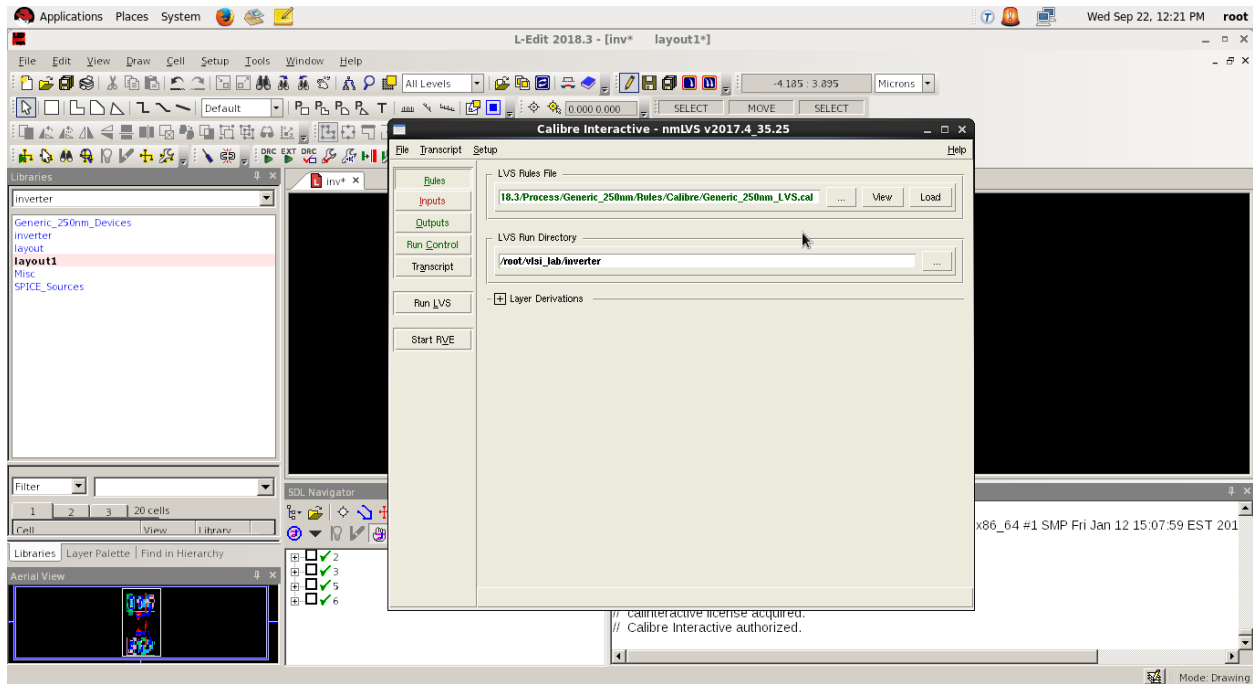 Applications Places System Wed Sep 22, 12:21 PM root
L-Edit 2018.3 - [inv* layout1*]
File Edit View Draw Cell Setup Tools Window Help
All Levels -4.185 : 3.895 Microns
Default 0.000 0.000 SELECT MOVE SELECT
DRC EXT DRC
Calibre Interactive - nmLVS v2017.4_35.25
File Transcript Setup Help
Rules
Inputs
Outputs
Run Control
Transcript
Run LVS
Start RVE
LVS Rules File
18.3/Process/Generic_250nm/Rules/Calibre/Generic_250nm_LVS.cal ... View Load
LVS Run Directory
/root/vlsi_lab/inverter ...
+ Layer Derivations
Libraries
inverter
Generic_250nm_Devices
inverter
layout
layout1
Misc
SPICE_Sources
inv*
Filter
1 2 3 20 cells
Cell View Library
Libraries Layer Palette Find in Hierarchy
Aerial View
SDL Navigator
2
3
5
6
x86_64 #1 SMP Fri Jan 12 15:07:59 EST 201
// calinteractive license acquired.
// Calibre Interactive authorized.
Mode: Drawing